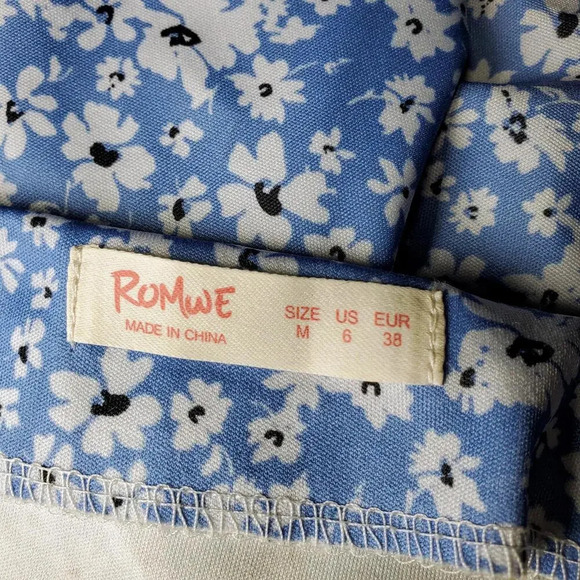 ROMWE
MADE IN CHINA
SIZE US EUR
M 6 38